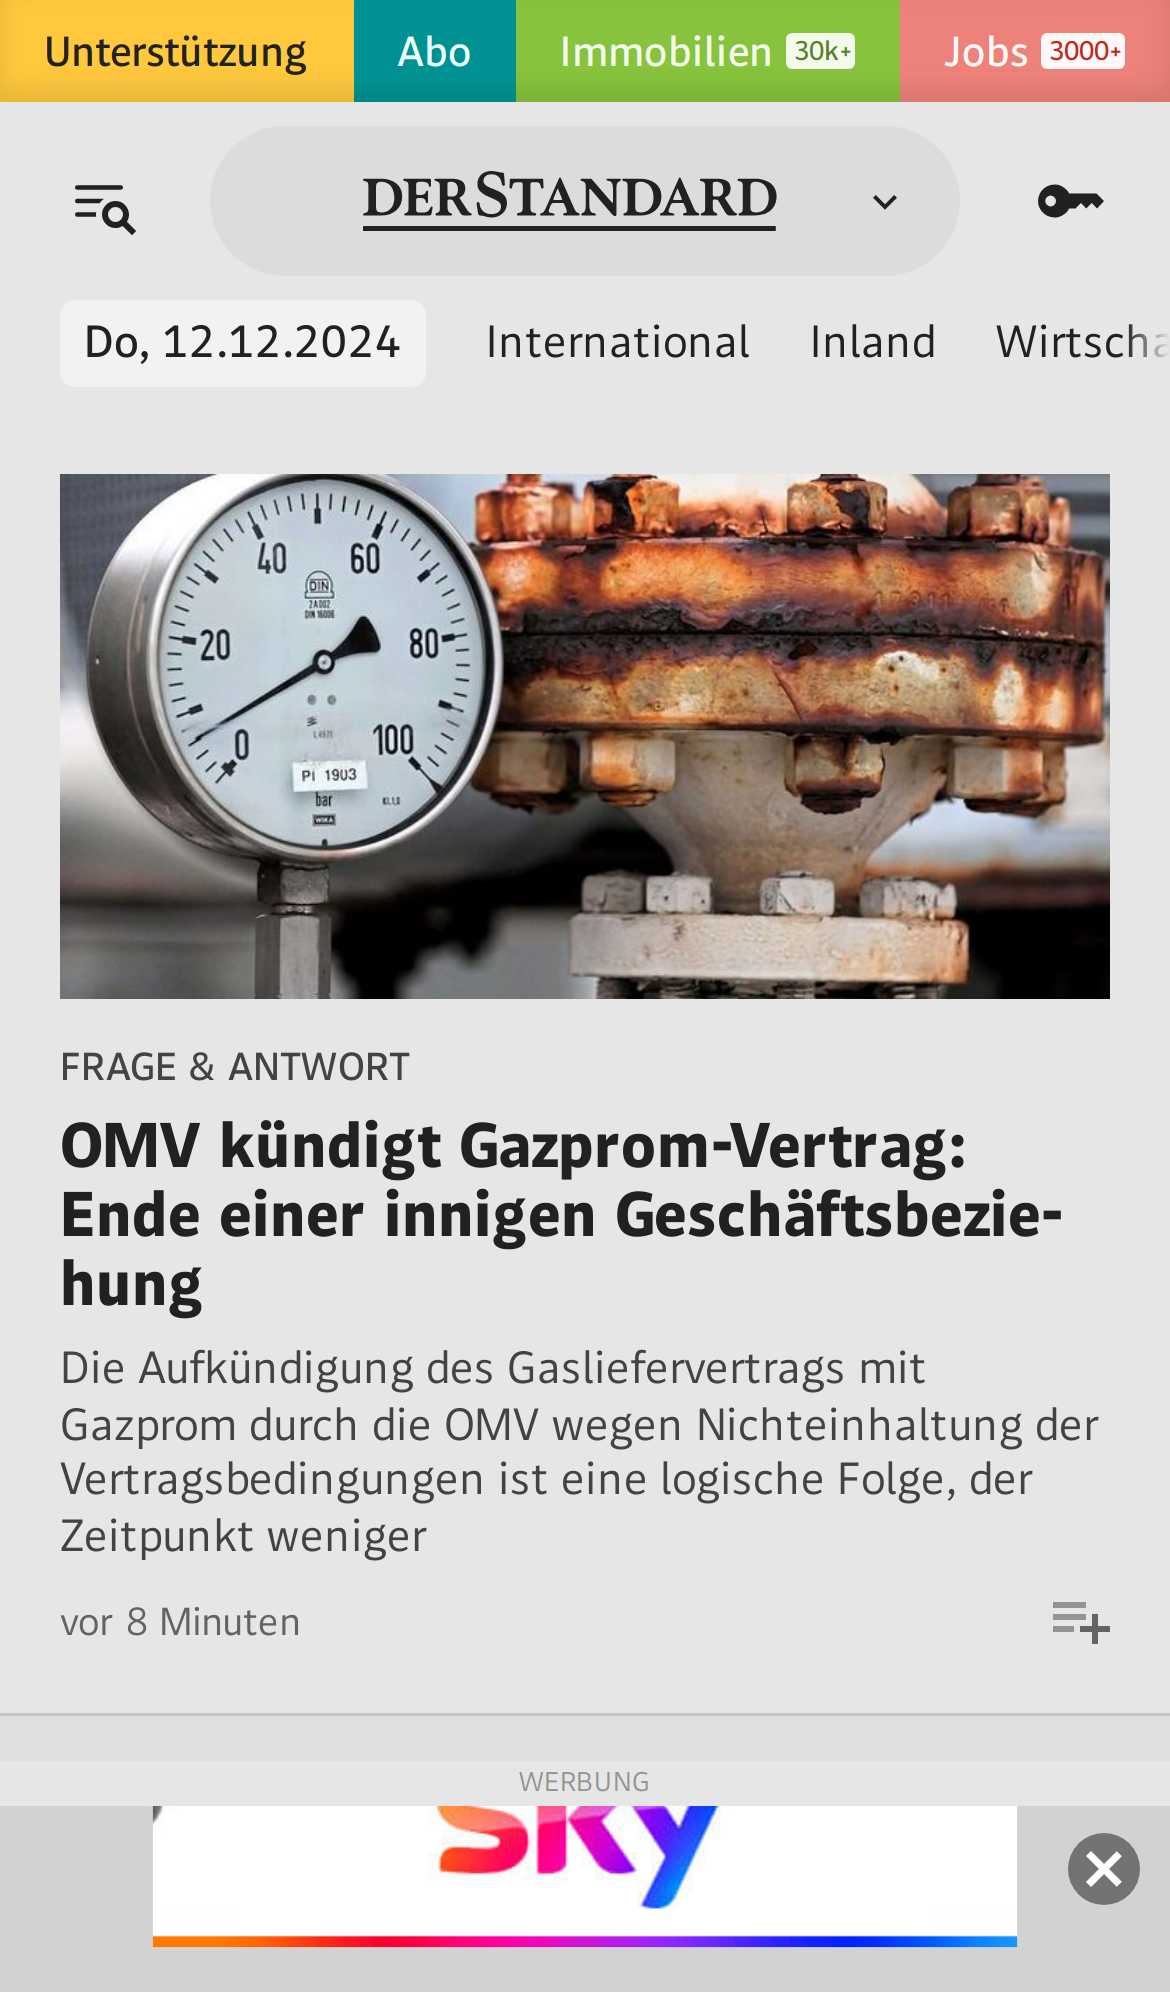 Unterstützung Abo Immobilien 30k+ Jobs 3000+
DERSTANDARD
Do, 12.12.2024 International Inland Wirtscha
40 60
DIN
20 80
0 100
PI 1903
bar
WIKA
FRAGE & ANTWORT
OMV kündigt Gazprom-Vertrag:
Ende einer innigen Geschäftsbezie-
hung
Die Aufkündigung des Gasliefervertrags mit
Gazprom durch die OMV wegen Nichteinhaltung der
Vertragsbedingungen ist eine logische Folge, der
Zeitpunkt weniger
vor 8 Minuten
WERBUNG
sky